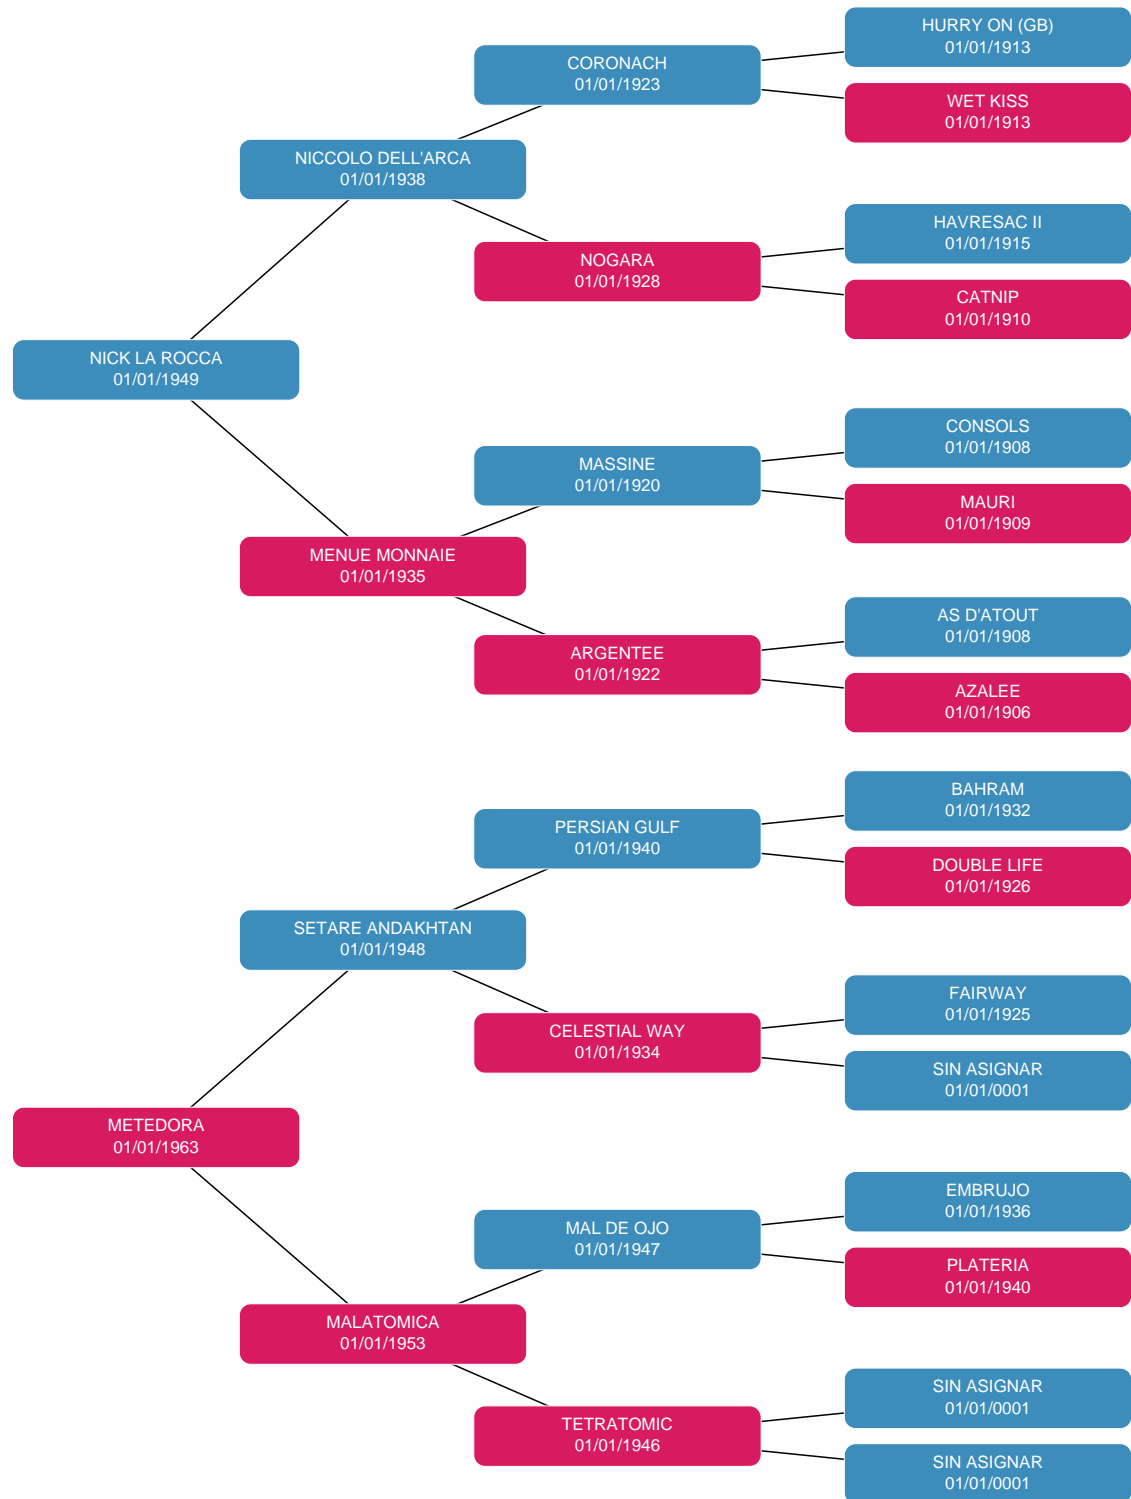 HURRY ON (GB)
01/01/1913
CORONACH
01/01/1923
WET KISS
01/01/1913
NICCOLO DELL'ARCA
01/01/1938
HAVRESAC II
01/01/1915
NOGARA
01/01/1928
CATNIP
01/01/1910
NICK LA ROCCA
01/01/1949
CONSOLS
01/01/1908
MASSINE
01/01/1920
MAURI
01/01/1909
MENUE MONNAIE
01/01/1935
AS D'ATOUT
01/01/1908
ARGENTEE
01/01/1922
AZALEE
01/01/1906
BAHRAM
01/01/1932
PERSIAN GULF
01/01/1940
DOUBLE LIFE
01/01/1926
SETARE ANDAKHTAN
01/01/1948
FAIRWAY
01/01/1925
CELESTIAL WAY
01/01/1934
SIN ASIGNAR
01/01/0001
METEDORA
01/01/1963
EMBRUJO
01/01/1936
MAL DE OJO
01/01/1947
PLATERIA
01/01/1940
MALATOMICA
01/01/1953
SIN ASIGNAR
01/01/0001
TETRATOMIC
01/01/1946
SIN ASIGNAR
01/01/0001